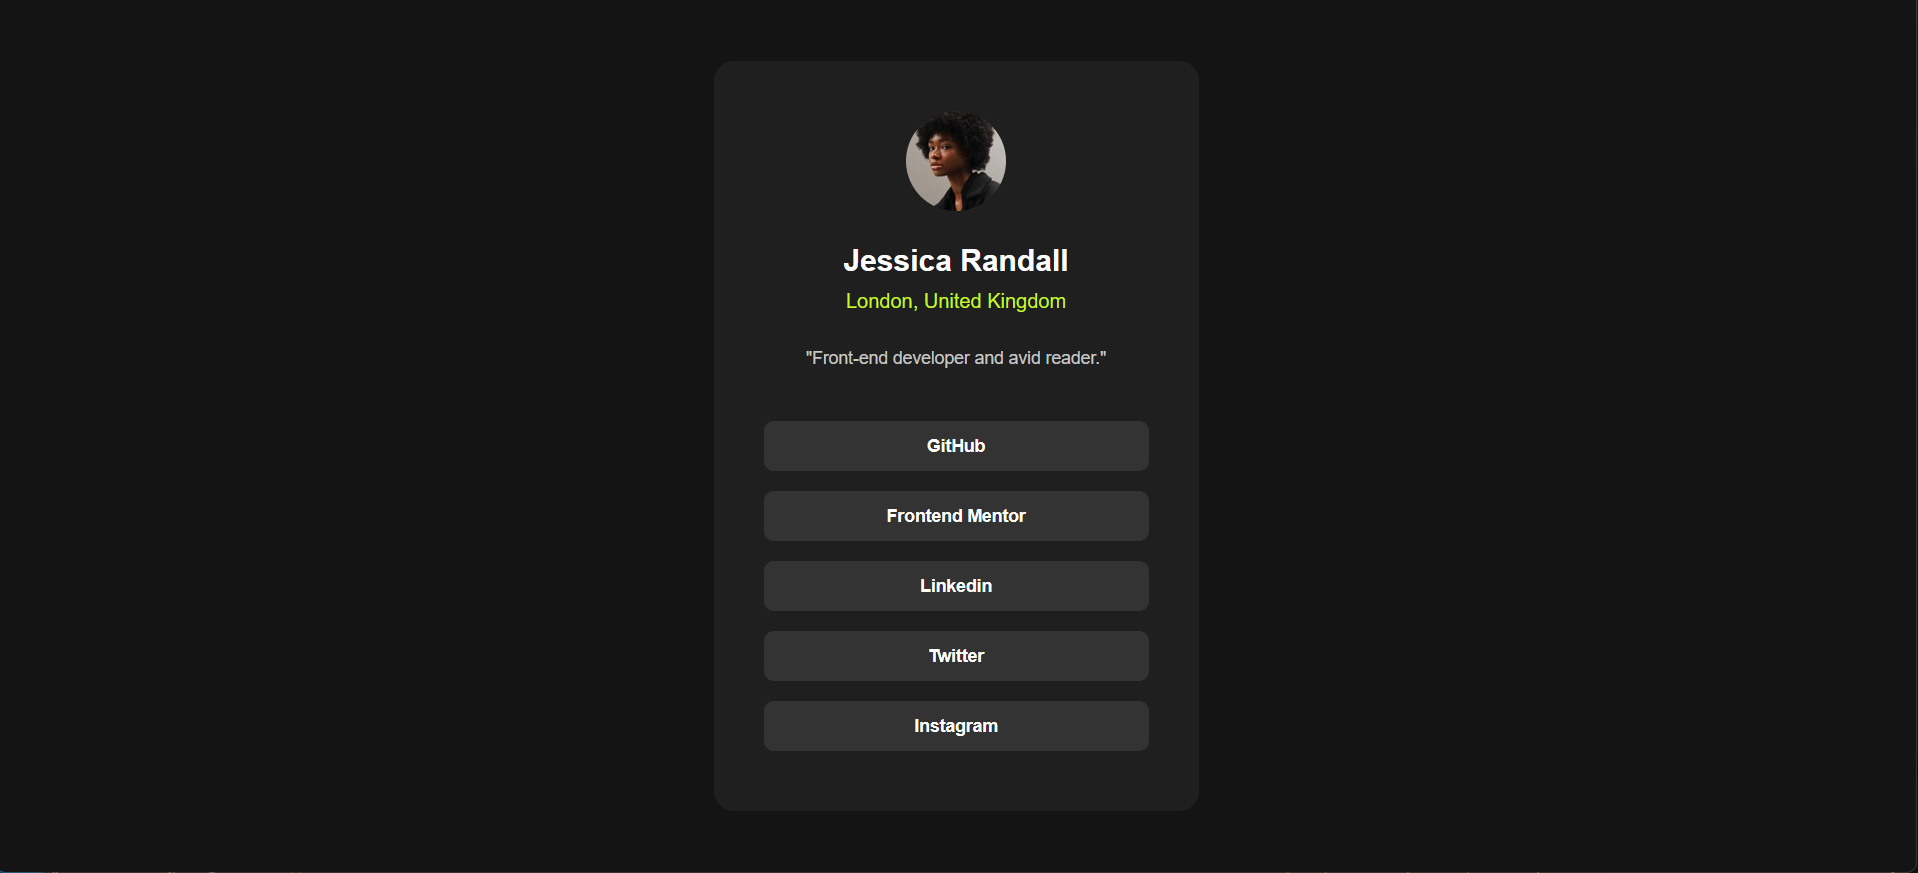 Jessica Randall
London, United Kingdom
"Front-end developer and avid reader."
GitHub
Frontend Mentor
Linkedin
Twitter
Instagram